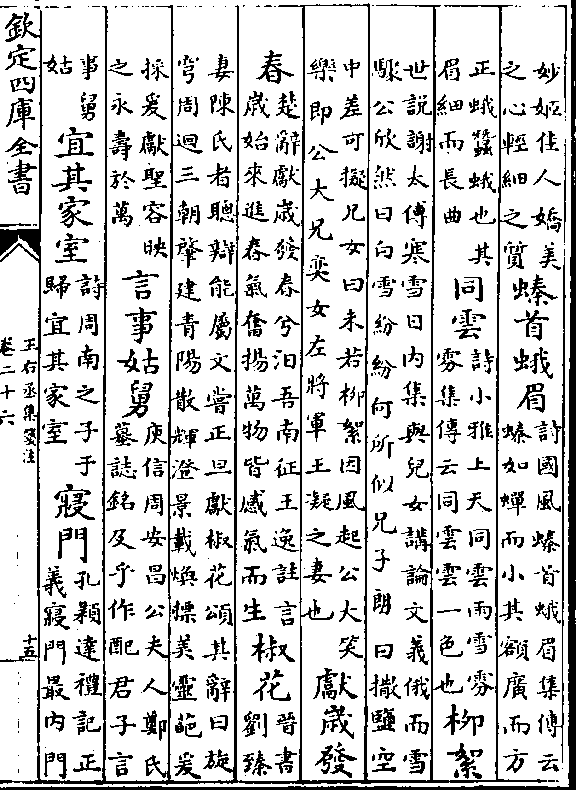 妙姬佳人嬌美
之心輕細之質
螓首蛾眉
詩國風螓首蛾眉集傳云
螓如蟬而小其額廣而方
正蛾蠶蛾也其
眉細而長曲
同雲
詩小雅上天同雲雨雪雰
雰集傳云同雲雲一色也
柳絮
世説謝太傅寒雪日内集與兒女講論文義俄而雪
驟公欣然曰白雪紛紛何所似兄子朗曰撒鹽空
中差可擬兄女曰未若柳絮因風起公大笑
樂即公大兄奕女左將軍王凝之妻也
獻歲發
春
楚辭獻歲發春兮汨吾南征王逸註言
歲始來進春氣奮揚萬物皆感氣而生
椒花
晉書
劉臻
妻陳氏者聰辯能屬文嘗正旦獻椒花頌其辭曰旋
穹周迴三朝肇建青陽散輝澄景載煥摽美靈葩爰
採爰獻聖容映
之永壽於萬
言事姑舅
庾信周安昌公夫人鄭氏
墓誌銘及乎作配君子言
事舅
姑
宜其家室
詩周南之子于
歸宜其家室
寢門
孔穎達禮記正
義寢門最内門
欽定四庫全書
王右丞集箋注
卷二十六
十五